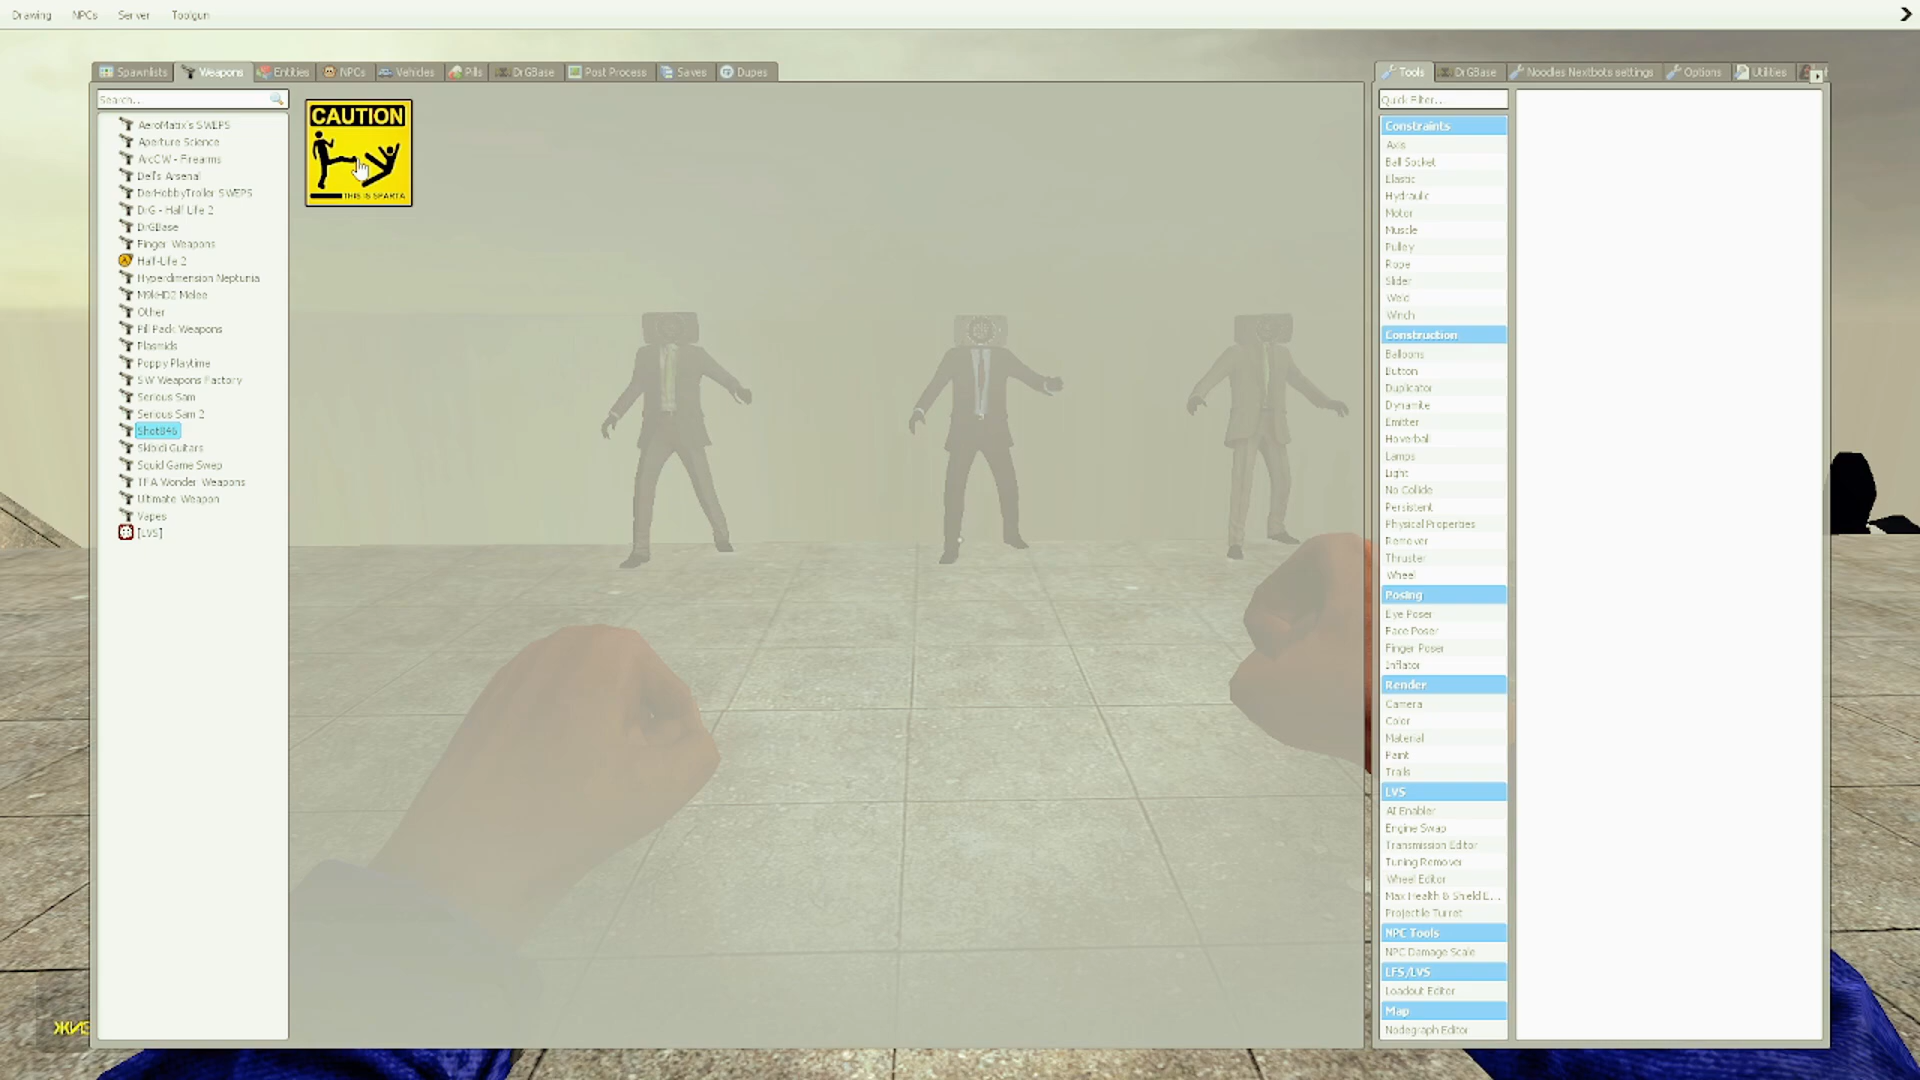 Drawing NPCs Server Toolgun
Spawnlists Weapons Entities NPCs Vehicles Pills DrGBase Post Process Saves Dupes
Tools DrGBase Noodles Nextbots settings Options Utilities
Search...
AeroMatix's SWEPS
Aperture Science
ArcCW - Firearms
Dell's Arsenal
DerHobbyTroller SWEPS
DrG - Half Life 2
DrGBase
Finger Weapons
Half-Life 2
Hyperdimension Neptunia
M9kHD2 Melee
Other
Pill Pack Weapons
Plasmids
Poppy Playtime
SW Weapons Factory
Serious Sam
Serious Sam 2
Shot846
Skibidi Guitars
Squid Game Swep
TFA Wonder Weapons
Ultimate Weapon
Vapes
[LVS]
CAUTION
THIS IS SPARTA
Quick Filter...
Constraints
Axis
Ball Socket
Elastic
Hydraulic
Motor
Muscle
Pulley
Rope
Slider
Weld
Winch
Construction
Balloons
Button
Duplicator
Dynamite
Emitter
Hoverball
Lamps
Light
No Collide
Persistent
Physical Properties
Remover
Thruster
Wheel
Posing
Eye Poser
Face Poser
Finger Poser
Inflator
Render
Camera
Color
Material
Paint
Trails
LVS
AI Enabler
Engine Swap
Transmission Editor
Tuning Remover
Wheel Editor
Max Health & Shield E...
Projectile Turret
NPC Tools
NPC Damage Scale
LFS/LVS
Loadout Editor
Map
Nodegraph Editor